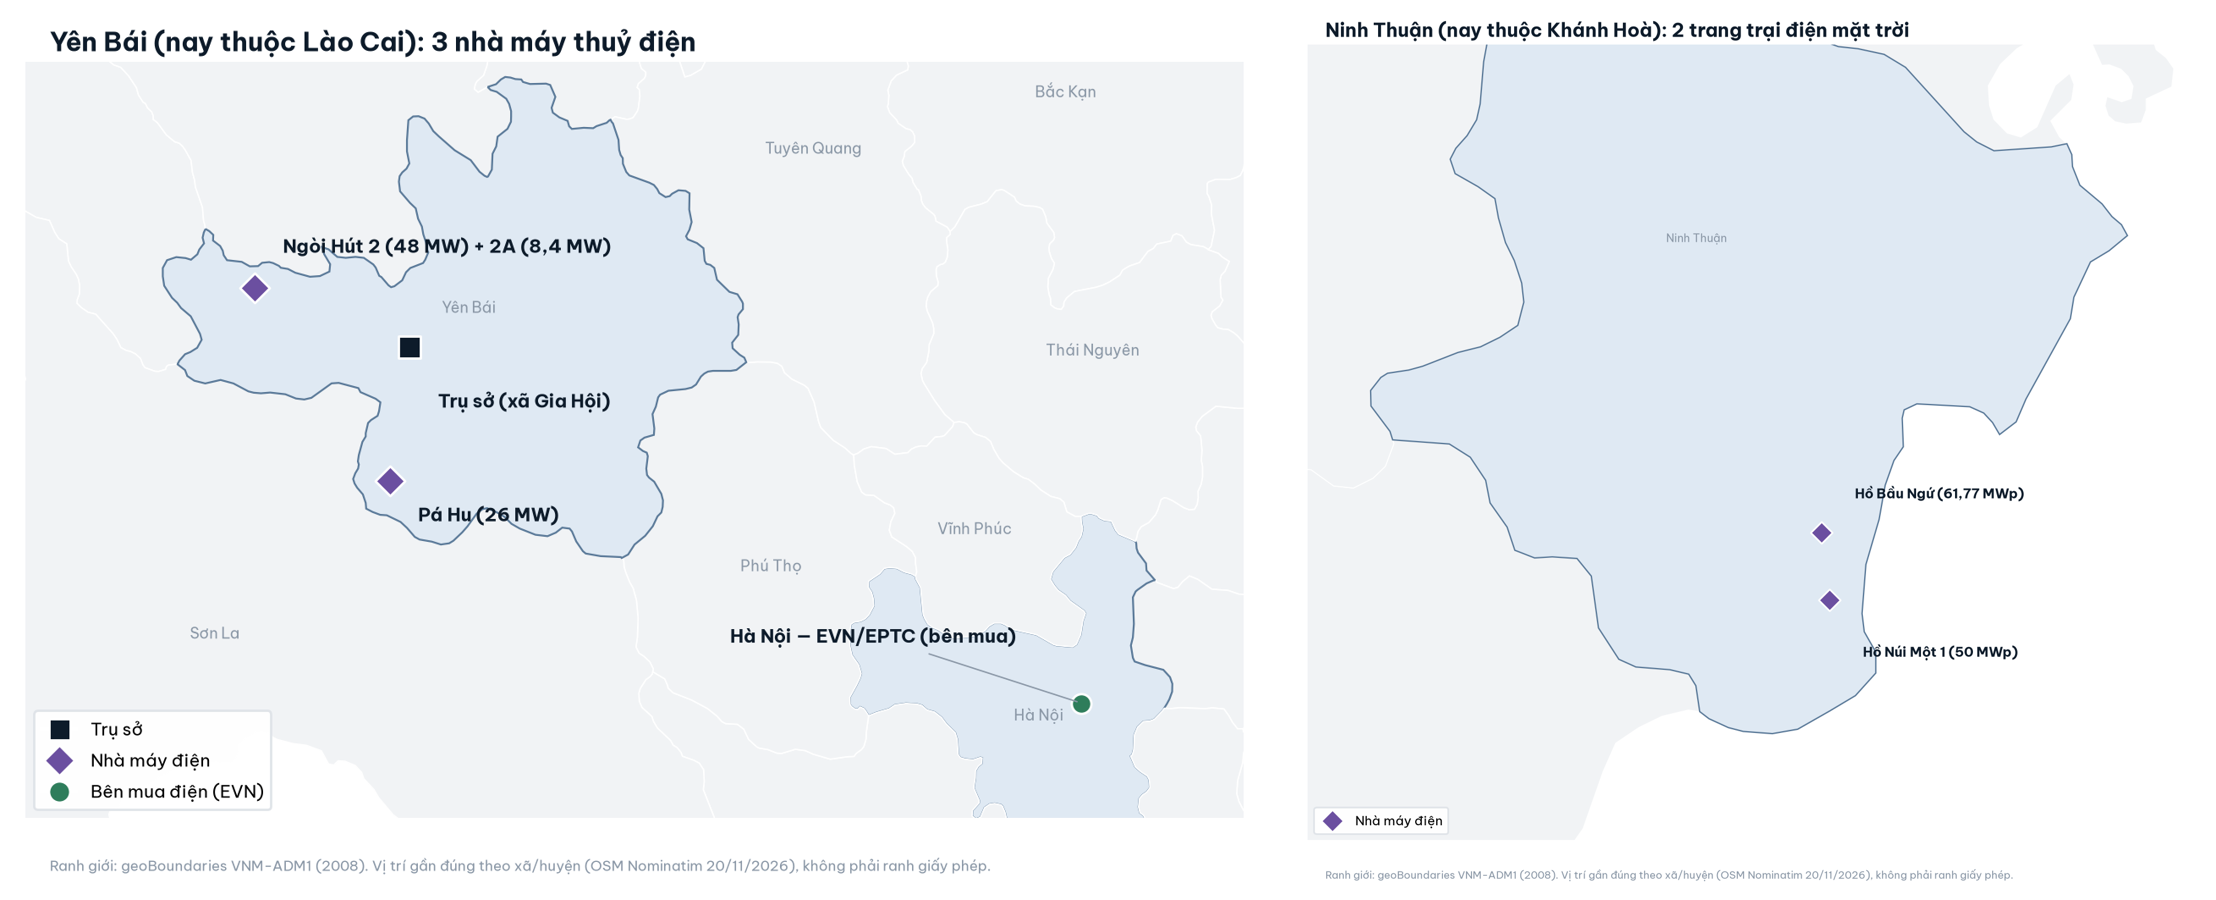 Yên Bái (nay thuộc Lào Cai): 3 nhà máy thuỷ điện
Bắc Kạn
Tuyên Quang
Ngòi Hút 2 (48 MW) + 2A (8,4 MW)
Yên Bái
Thái Nguyên
Trụ sở (xã Gia Hội)
Pá Hu (26 MW)
Vĩnh Phúc
Phú Thọ
Sơn La
Hà Nội — EVN/EPTC (bên mua)
Hà Nội
Trụ sở
Nhà máy điện
Bên mua điện (EVN)
Ranh giới: geoBoundaries VNM-ADM1 (2008). Vị trí gần đúng theo xã/huyện (OSM Nominatim 20/11/2026), không phải ranh giấy phép.
Ninh Thuận (nay thuộc Khánh Hoà): 2 trang trại điện mặt trời
Ninh Thuận
Hồ Bầu Ngứ (61,77 MWp)
Hồ Núi Một 1 (50 MWp)
Nhà máy điện
Ranh giới: geoBoundaries VNM-ADM1 (2008). Vị trí gần đúng theo xã/huyện (OSM Nominatim 20/11/2026), không phải ranh giấy phép.